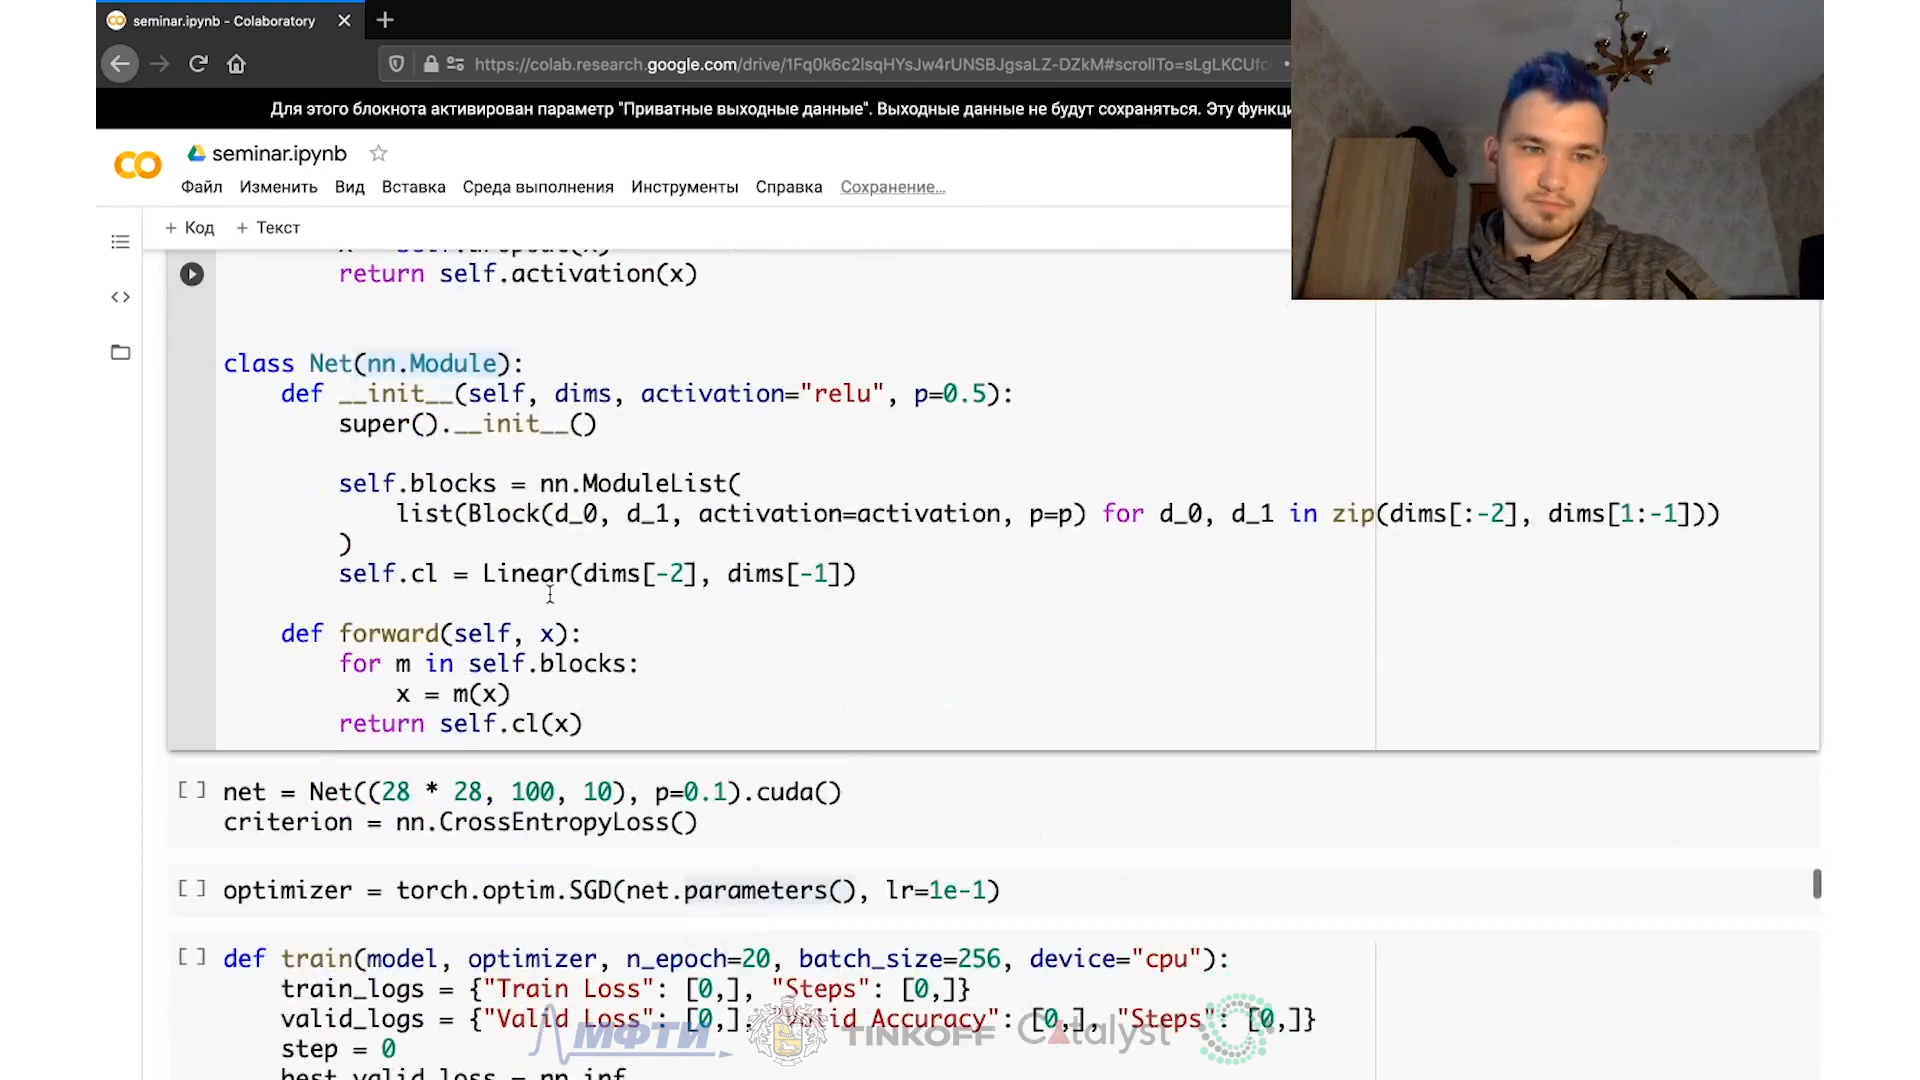 seminar.ipynb - Colaboratory
https://colab.research.google.com/drive/1Fq0k6c2lsqHYsJw4rUNSBJgsaLZ-DZkM#scrollTo=sLgLKCUfc
Для этого блокнота активирован параметр "Приватные выходные данные". Выходные данные не будут сохраняться. Эту функци
seminar.ipynb
Файл Изменить Вид Вставка Среда выполнения Инструменты Справка Сохранение...
+ Код + Текст
x = self.dropout(x)
return self.activation(x)
class Net(nn.Module):
def __init__(self, dims, activation="relu", p=0.5):
super().__init__()
self.blocks = nn.ModuleList(
list(Block(d_0, d_1, activation=activation, p=p) for d_0, d_1 in zip(dims[:-2], dims[1:-1]))
)
self.cl = Linear(dims[-2], dims[-1])
def forward(self, x):
for m in self.blocks:
x = m(x)
return self.cl(x)
[ ] net = Net((28 * 28, 100, 10), p=0.1).cuda()
criterion = nn.CrossEntropyLoss()
[ ] optimizer = torch.optim.SGD(net.parameters(), lr=1e-1)
[ ] def train(model, optimizer, n_epoch=20, batch_size=256, device="cpu"):
train_logs = {"Train Loss": [0,], "Steps": [0,]}
valid_logs = {"Valid Loss": [0,], "Valid Accuracy": [0,], "Steps": [0,]}
МФТИ TINKOFF Catalyst
step = 0
best_valid_loss = nn.inf